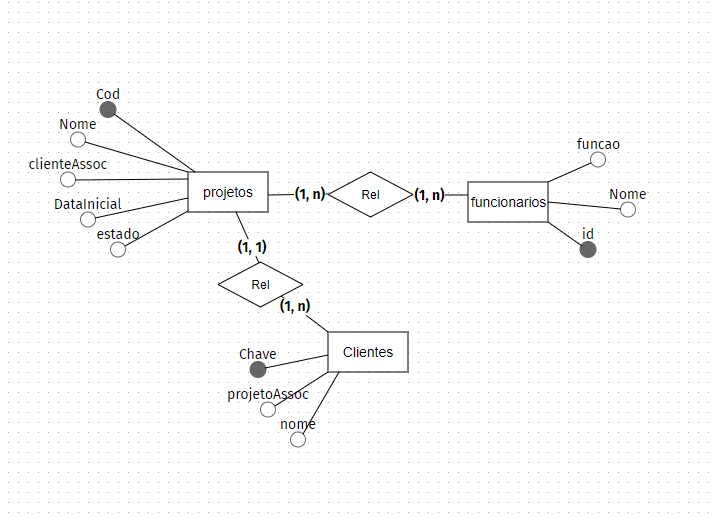 Cod
Nome
clienteAssoc
DataInicial
estado
projetos
(1, n)
Rel
(1, n)
funcionarios
funcao
Nome
id
(1, 1)
Rel
(1, n)
Clientes
Chave
projetoAssoc
nome